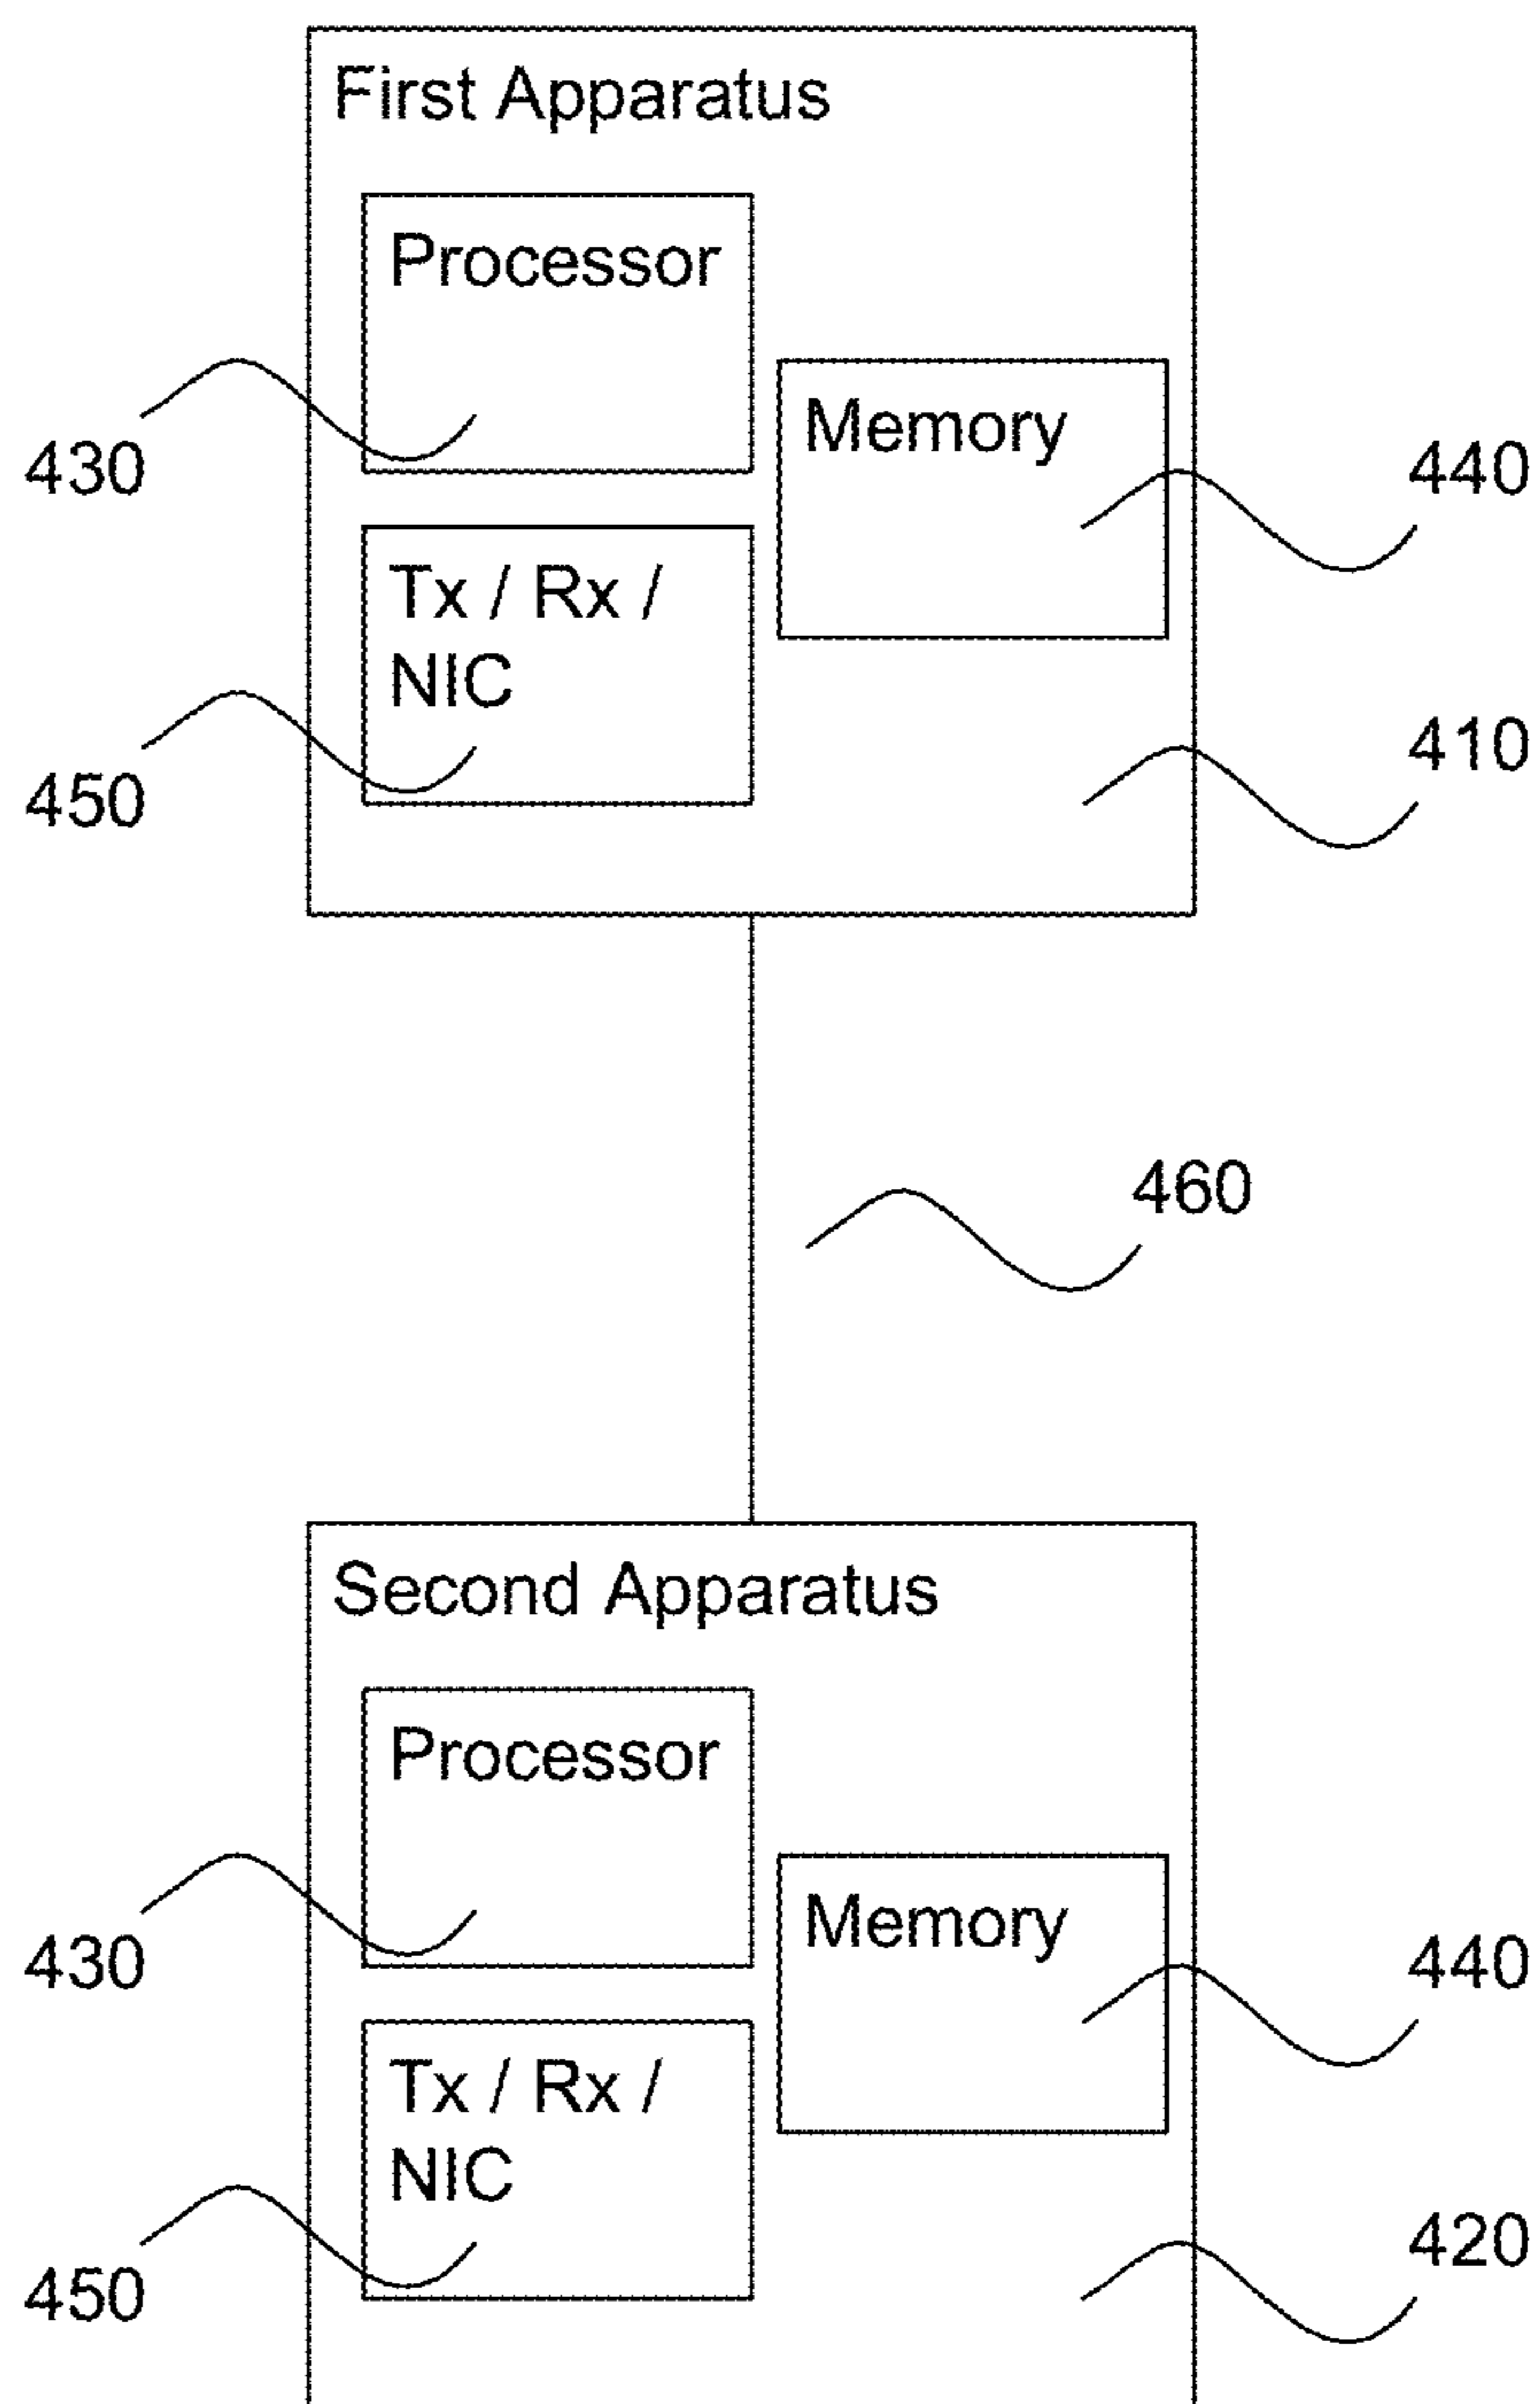 First Apparatus
Processor
Memory
430
440
Tx / Rx /
NIC
410
450
460
Second Apparatus
Processor
Memory
430
440
Tx / Rx /
NIC
420
450